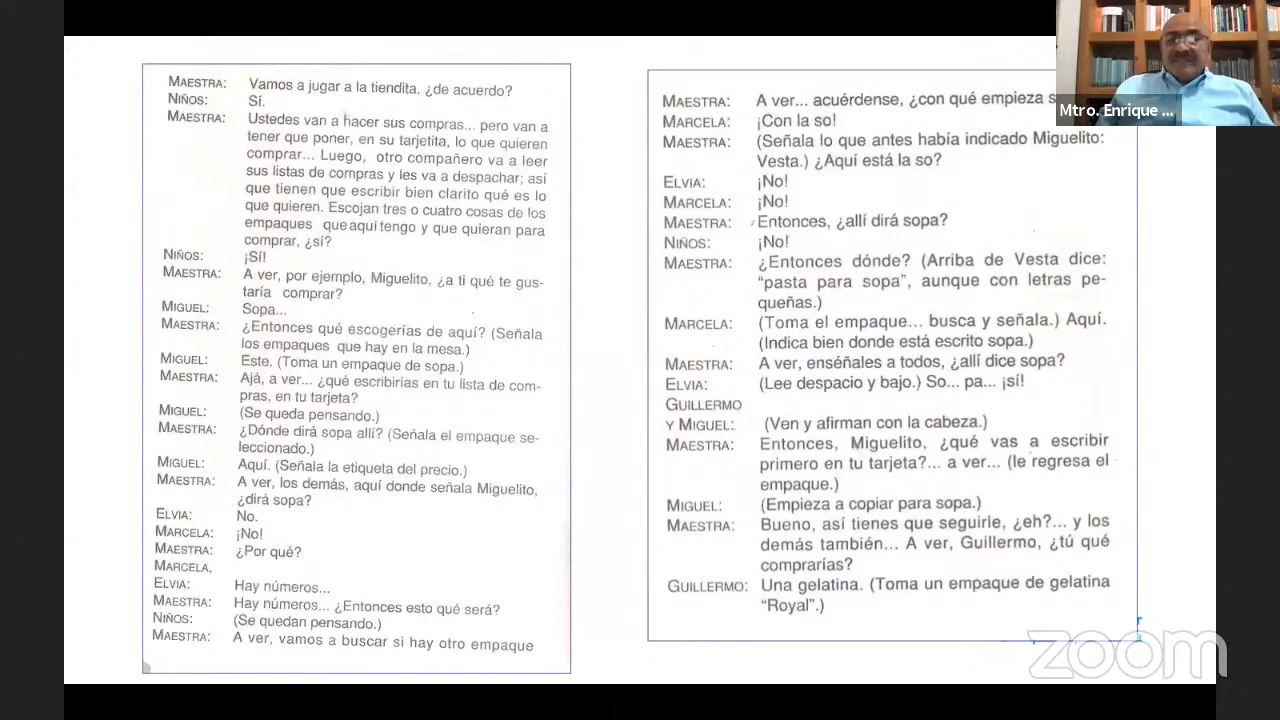 MAESTRA: Vamos a jugar a la tiendita, ¿de acuerdo?
NIÑOS: Sí.
MAESTRA: Ustedes van a hacer sus compras... pero van a
tener que poner, en su tarjetita, lo que quieren
comprar... Luego, otro compañero va a leer
sus listas de compras y les va a despachar; así
que tienen que escribir bien clarito qué es lo
que quieren. Escojan tres o cuatro cosas de los
empaques que aqui tengo y que quieran para
comprar, ¿sí?
NIÑOS: ¡Sí!
MAESTRA: A ver, por ejemplo, Miguelito, ¿a ti qué te gus-
taría comprar?
MIGUEL: Sopa...
MAESTRA: ¿Entonces qué escogerías de aquí? (Señala
los empaques que hay en la mesa.)
MIGUEL: Este. (Toma un empaque de sopa.)
MAESTRA: Ajá, a ver... ¿qué escribirías en tu lista de com-
pras, en tu tarjeta?
MIGUEL: (Se queda pensando.)
MAESTRA: ¿Dónde dirá sopa allí? (Señala el empaque se-
leccionado.)
MIGUEL: Aquí. (Señala la etiqueta del precio.)
MAESTRA: A ver, los demás, aquí donde señala Miguelito,
¿dirá sopa?
ELVIA: No.
MARCELA: ¡No!
MAESTRA: ¿Por qué?
MARCELA,
ELVIA: Hay números...
MAESTRA: Hay números... ¿Entonces esto qué será?
NIÑOS: (Se quedan pensando.)
MAESTRA: A ver, vamos a buscar si hay otro empaque
MAESTRA: A ver... acuérdense, ¿con qué empieza
MARCELA: ¡Con la so!
MAESTRA: (Señala lo que antes había indicado Miguelito:
Vesta.) ¿Aquí está la so?
ELVIA: ¡No!
MARCELA: ¡No!
MAESTRA: Entonces, ¿allí dirá sopa?
NIÑOS: ¡No!
MAESTRA: ¿Entonces dónde? (Arriba de Vesta dice:
“pasta para sopa”, aunque con letras pe-
queñas.)
MARCELA: (Toma el empaque... busca y señala.) Aquí.
(Indica bien donde está escrito sopa.)
MAESTRA: A ver, enséñales a todos, ¿allí dice sopa?
ELVIA: (Lee despacio y bajo.) So... pa... ¡sí!
GUILLERMO
Y MIGUEL: (Ven y afirman con la cabeza.)
MAESTRA: Entonces, Miguelito, ¿qué vas a escribir
primero en tu tarjeta?... a ver... (le regresa el
empaque.)
MIGUEL: (Empieza a copiar para sopa.)
MAESTRA: Bueno, así tienes que seguirle, ¿eh?... y los
demás también... A ver, Guillermo, ¿tú qué
comprarías?
GUILLERMO: Una gelatina. (Toma un empaque de gelatina
“Royal”.)
Mtro. Enrique ...
zoom